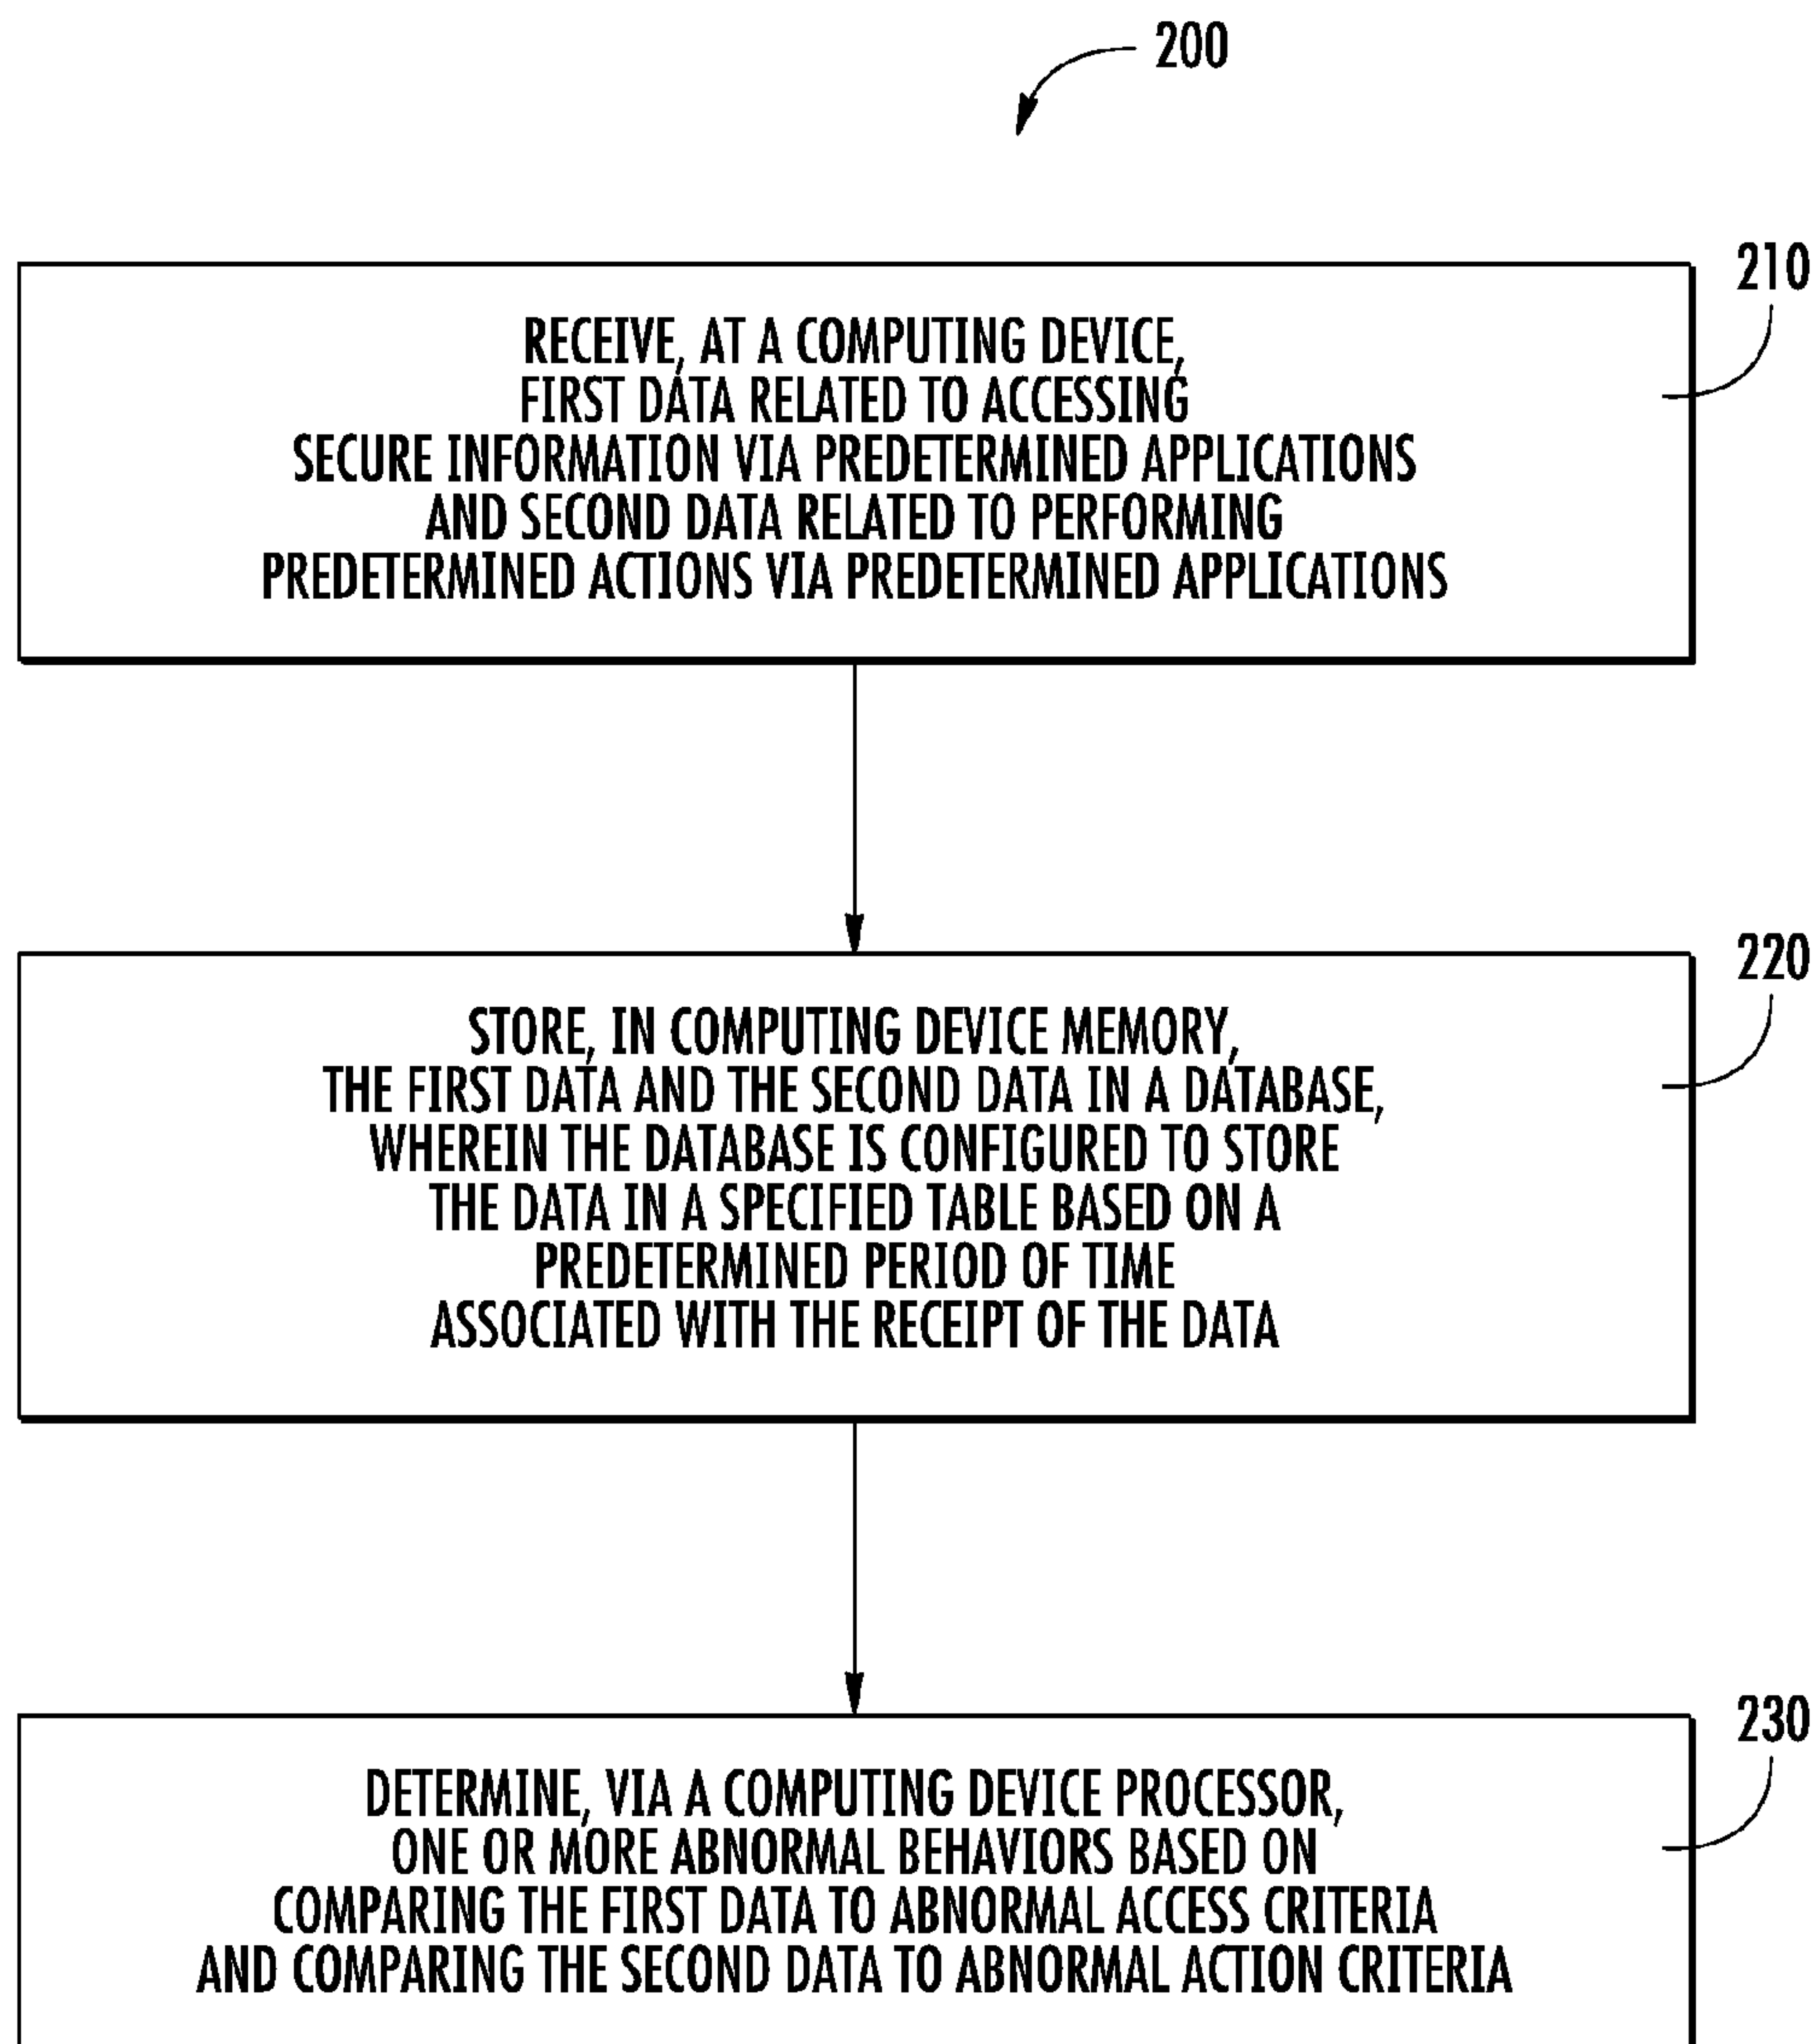 200
210
RECEIVE, AT A COMPUTING DEVICE,
FIRST DATA RELATED TO ACCESSING
SECURE INFORMATION VIA PREDETERMINED APPLICATIONS
AND SECOND DATA RELATED TO PERFORMING
PREDETERMINED ACTIONS VIA PREDETERMINED APPLICATIONS
220
STORE, IN COMPUTING DEVICE MEMORY,
THE FIRST DATA AND THE SECOND DATA IN A DATABASE,
WHEREIN THE DATABASE IS CONFIGURED TO STORE
THE DATA IN A SPECIFIED TABLE BASED ON A
PREDETERMINED PERIOD OF TIME
ASSOCIATED WITH THE RECEIPT OF THE DATA
230
DETERMINE, VIA A COMPUTING DEVICE PROCESSOR,
ONE OR MORE ABNORMAL BEHAVIORS BASED ON
COMPARING THE FIRST DATA TO ABNORMAL ACCESS CRITERIA
AND COMPARING THE SECOND DATA TO ABNORMAL ACTION CRITERIA